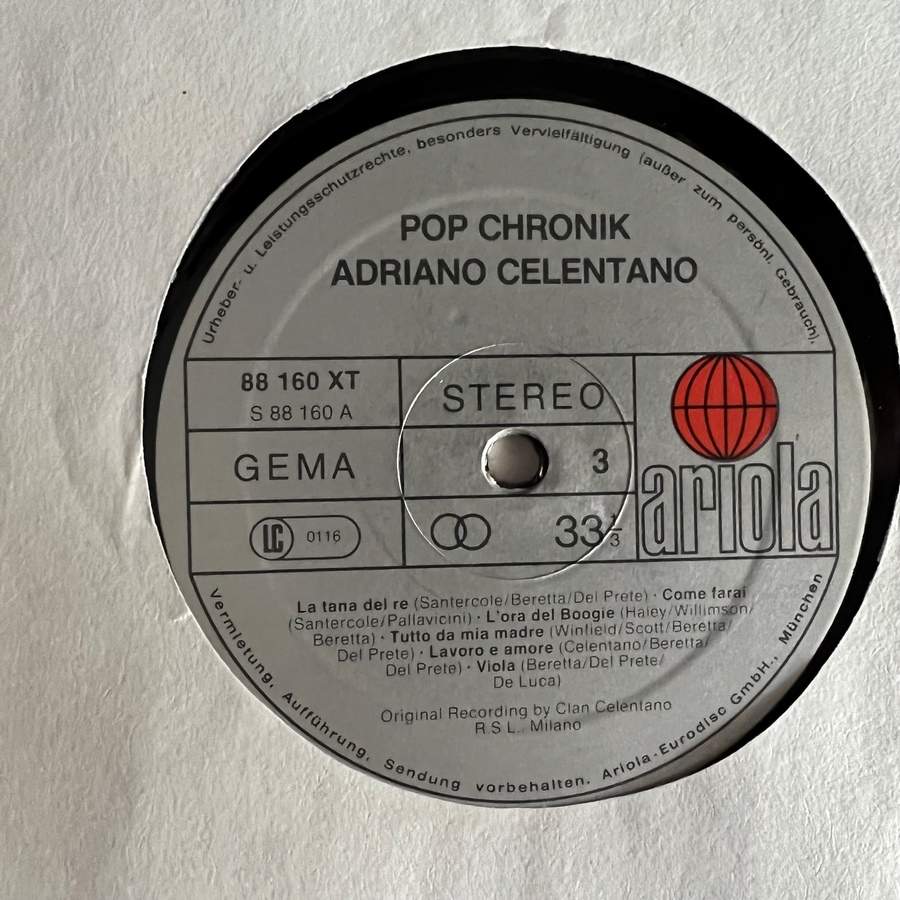 Urheber- u. Leistungsschutzrechte, besonders Vervielfältigung (außer zum persönl. Gebrauch),
POP CHRONIK
ADRIANO CELENTANO
88 160 XT
S 88 160 A
STEREO
GEMA
3
LC 0116
33 1/3
ariola
La tana del re (Santercole/Beretta/Del Prete) · Come farai
(Santercole/Pallavicini) · L'ora del Boogie (Haley/Willimson/
Beretta) · Tutto da mia madre (Winfield/Scott/Beretta/
Del Prete) · Lavoro e amore (Celentano/Beretta/
Del Prete) · Viola (Beretta/Del Prete/
De Luca)
Original Recording by Clan Celentano
R.S.L. Milano
Vermietung, Aufführung, Sendung vorbehalten. Ariola-Eurodisc GmbH., München